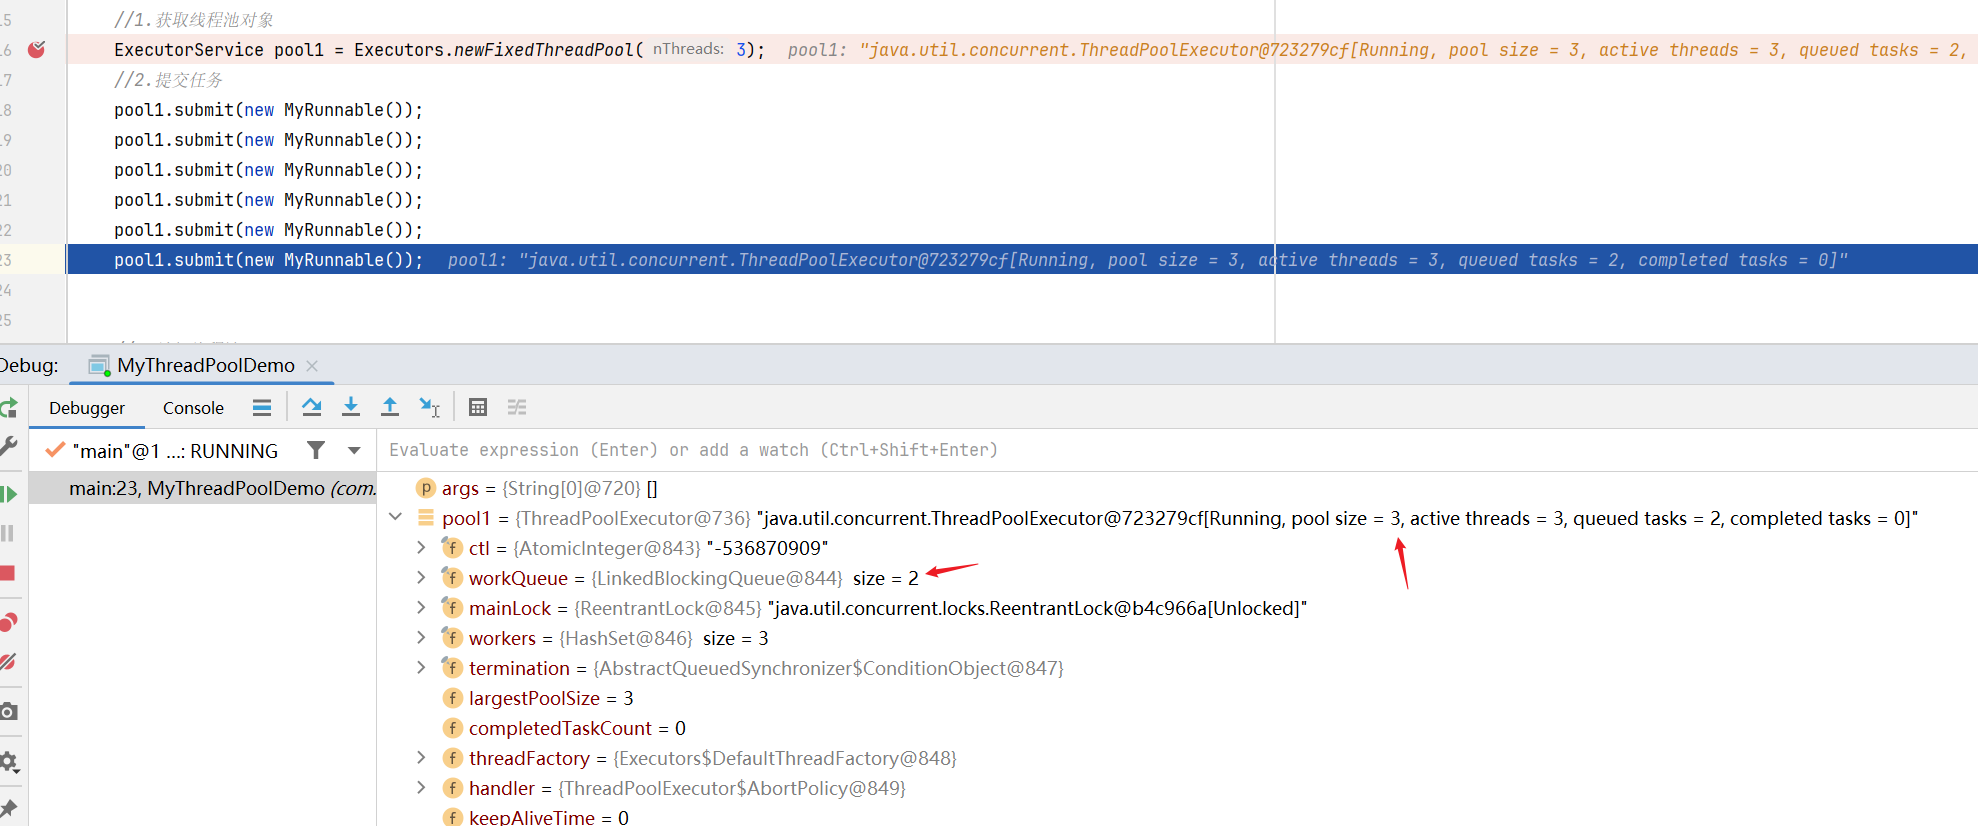 15 //1.获取线程池对象
16 ExecutorService pool1 = Executors.newFixedThreadPool( nThreads: 3); pool1: "java.util.concurrent.ThreadPoolExecutor@723279cf[Running, pool size = 3, active threads = 3, queued tasks = 2,
17 //2.提交任务
18 pool1.submit(new MyRunnable());
19 pool1.submit(new MyRunnable());
20 pool1.submit(new MyRunnable());
21 pool1.submit(new MyRunnable());
22 pool1.submit(new MyRunnable());
23 pool1.submit(new MyRunnable()); pool1: "java.util.concurrent.ThreadPoolExecutor@723279cf[Running, pool size = 3, active threads = 3, queued tasks = 2, completed tasks = 0]"
24
25
Debug: MyThreadPoolDemo
Debugger Console
"main"@1 ...: RUNNING
Evaluate expression (Enter) or add a watch (Ctrl+Shift+Enter)
main:23, MyThreadPoolDemo (com.
p args = {String[0]@720} []
pool1 = {ThreadPoolExecutor@736} "java.util.concurrent.ThreadPoolExecutor@723279cf[Running, pool size = 3, active threads = 3, queued tasks = 2, completed tasks = 0]"
f ctl = {AtomicInteger@843} "-536870909"
f workQueue = {LinkedBlockingQueue@844} size = 2
f mainLock = {ReentrantLock@845} "java.util.concurrent.locks.ReentrantLock@b4c966a[Unlocked]"
f workers = {HashSet@846} size = 3
f termination = {AbstractQueuedSynchronizer$ConditionObject@847}
f largestPoolSize = 3
f completedTaskCount = 0
f threadFactory = {Executors$DefaultThreadFactory@848}
f handler = {ThreadPoolExecutor$AbortPolicy@849}
f keepAliveTime = 0